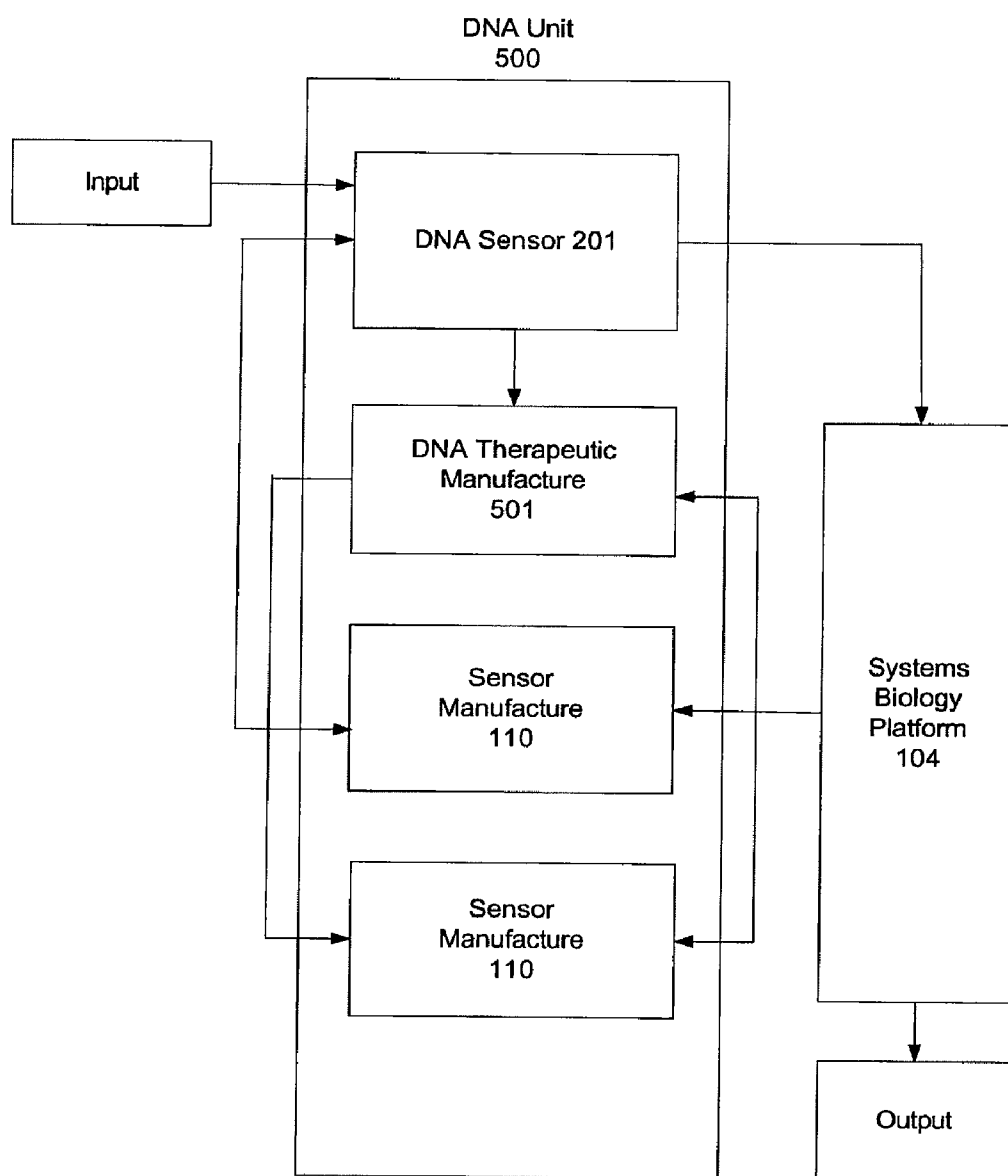 DNA Unit
500
Input
DNA Sensor 201
DNA Therapeutic
Manufacture
501
Sensor
Manufacture
110
Systems
Biology
Platform
104
Sensor
Manufacture
110
Output